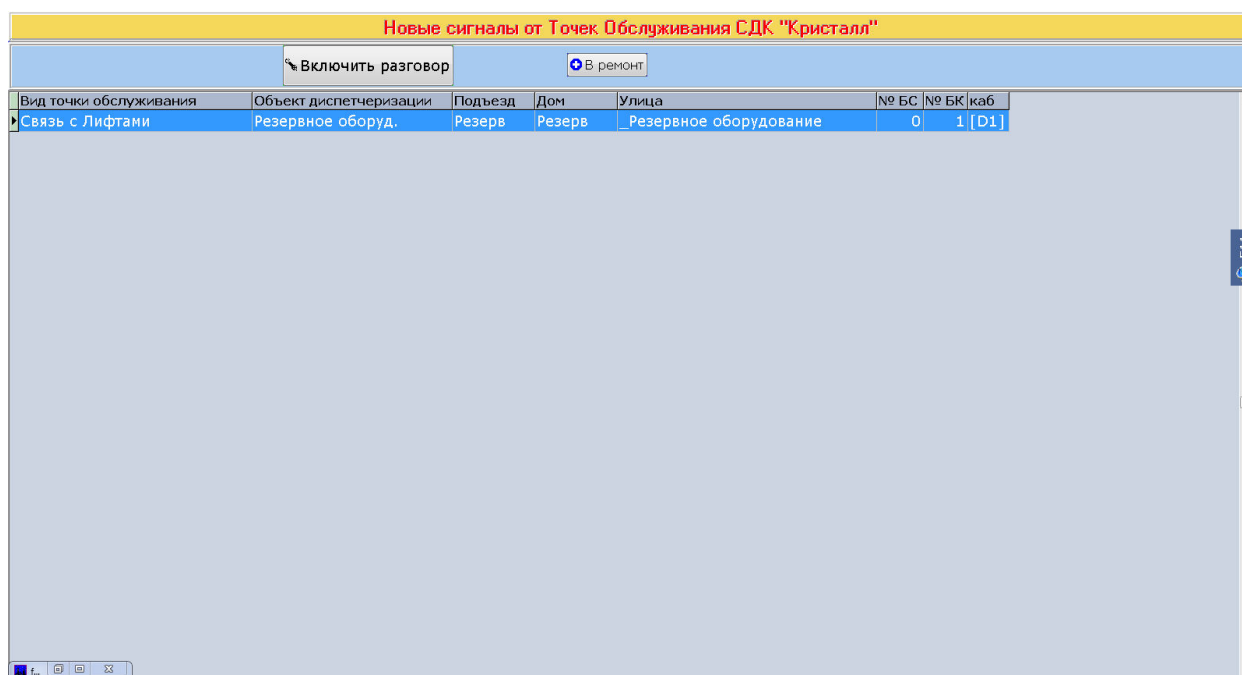 Новые сигналы от Точек Обслуживания СДК "Кристалл"
Включить разговор В ремонт
Вид точки обслуживания Объект диспетчеризации Подъезд Дом Улица № БС № БК каб
Связь с Лифтами Резервное оборуд. Резерв Резерв _Резервное оборудование 0 1 [D1]
f...